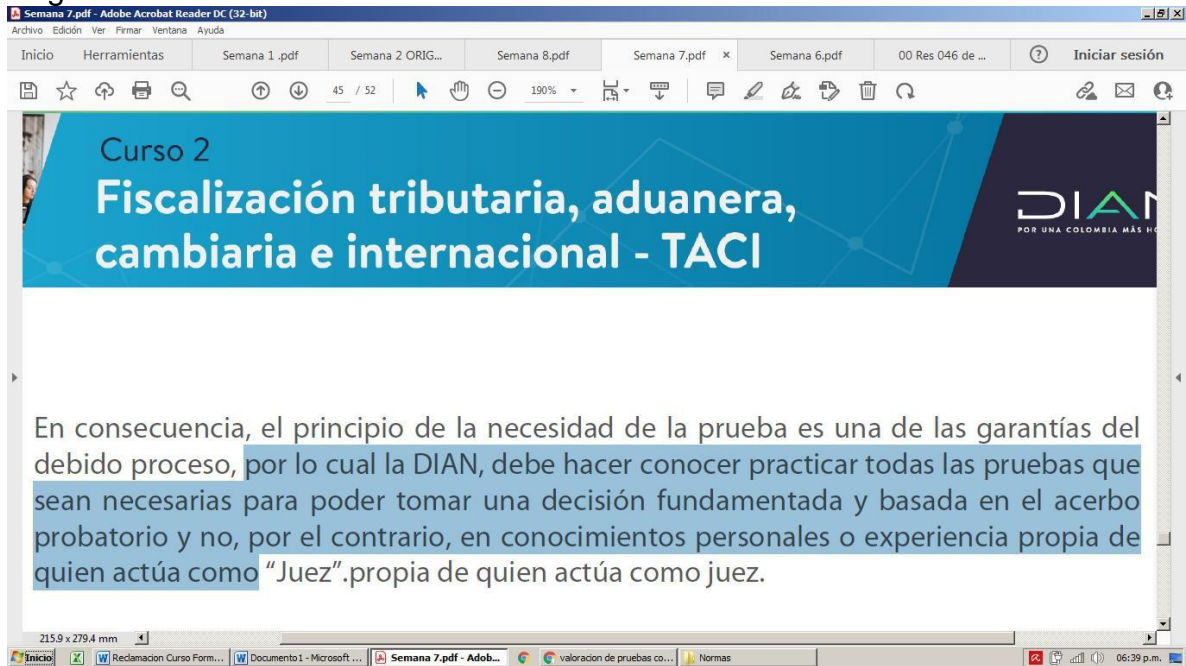 Semana 7.pdf - Adobe Acrobat Reader DC (32-bit)
Archivo Edición Ver Firmar Ventana Ayuda
Inicio Herramientas Semana 1 .pdf Semana 2 ORIG... Semana 8.pdf Semana 7.pdf × Semana 6.pdf 00 Res 046 de ... ? Iniciar sesión
45 / 52 190%
Curso 2
Fiscalización tributaria, aduanera,
cambiaria e internacional - TACI
DIAN
POR UNA COLOMBIA MÁS HO
En consecuencia, el principio de la necesidad de la prueba es una de las garantías del
debido proceso, por lo cual la DIAN, debe hacer conocer practicar todas las pruebas que
sean necesarias para poder tomar una decisión fundamentada y basada en el acerbo
probatorio y no, por el contrario, en conocimientos personales o experiencia propia de
quien actúa como “Juez”.propia de quien actúa como juez.
215.9 x 279.4 mm
Inicio Reclamacion Curso Form... Documento1 - Microsoft ... Semana 7.pdf - Adob... valoracion de pruebas co... Normas 06:39 p.m.